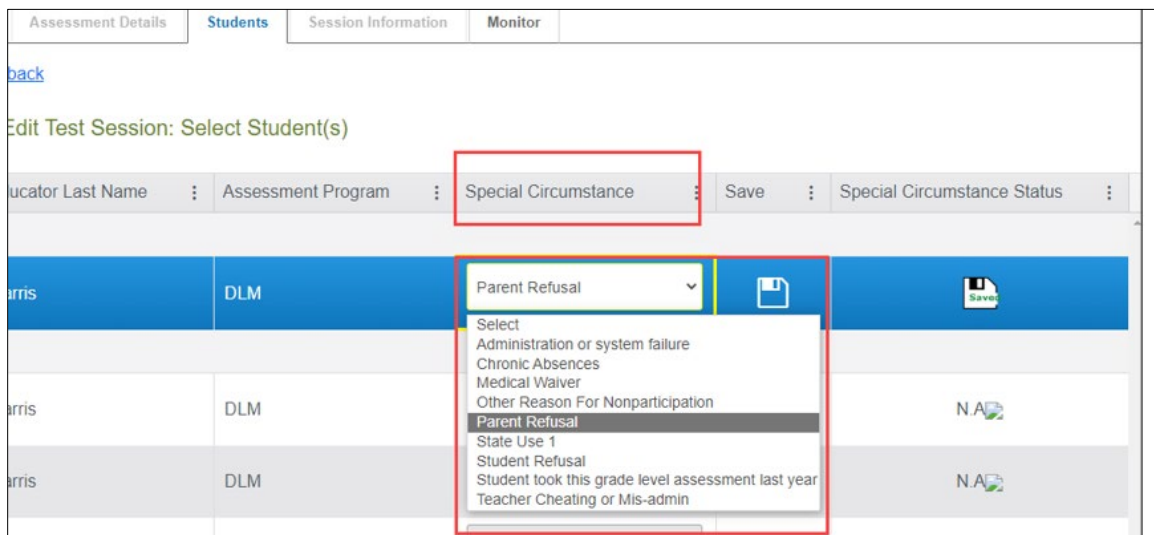 Assessment Details Students Session Information Monitor
back
Edit Test Session: Select Student(s)
ucator Last Name Assessment Program Special Circumstance Save Special Circumstance Status
arris DLM Parent Refusal Saved
Select
Administration or system failure
Chronic Absences
Medical Waiver
Other Reason For Nonparticipation
Parent Refusal
State Use 1
Student Refusal
Student took this grade level assessment last year
Teacher Cheating or Mis-admin
arris DLM N.A
arris DLM N.A